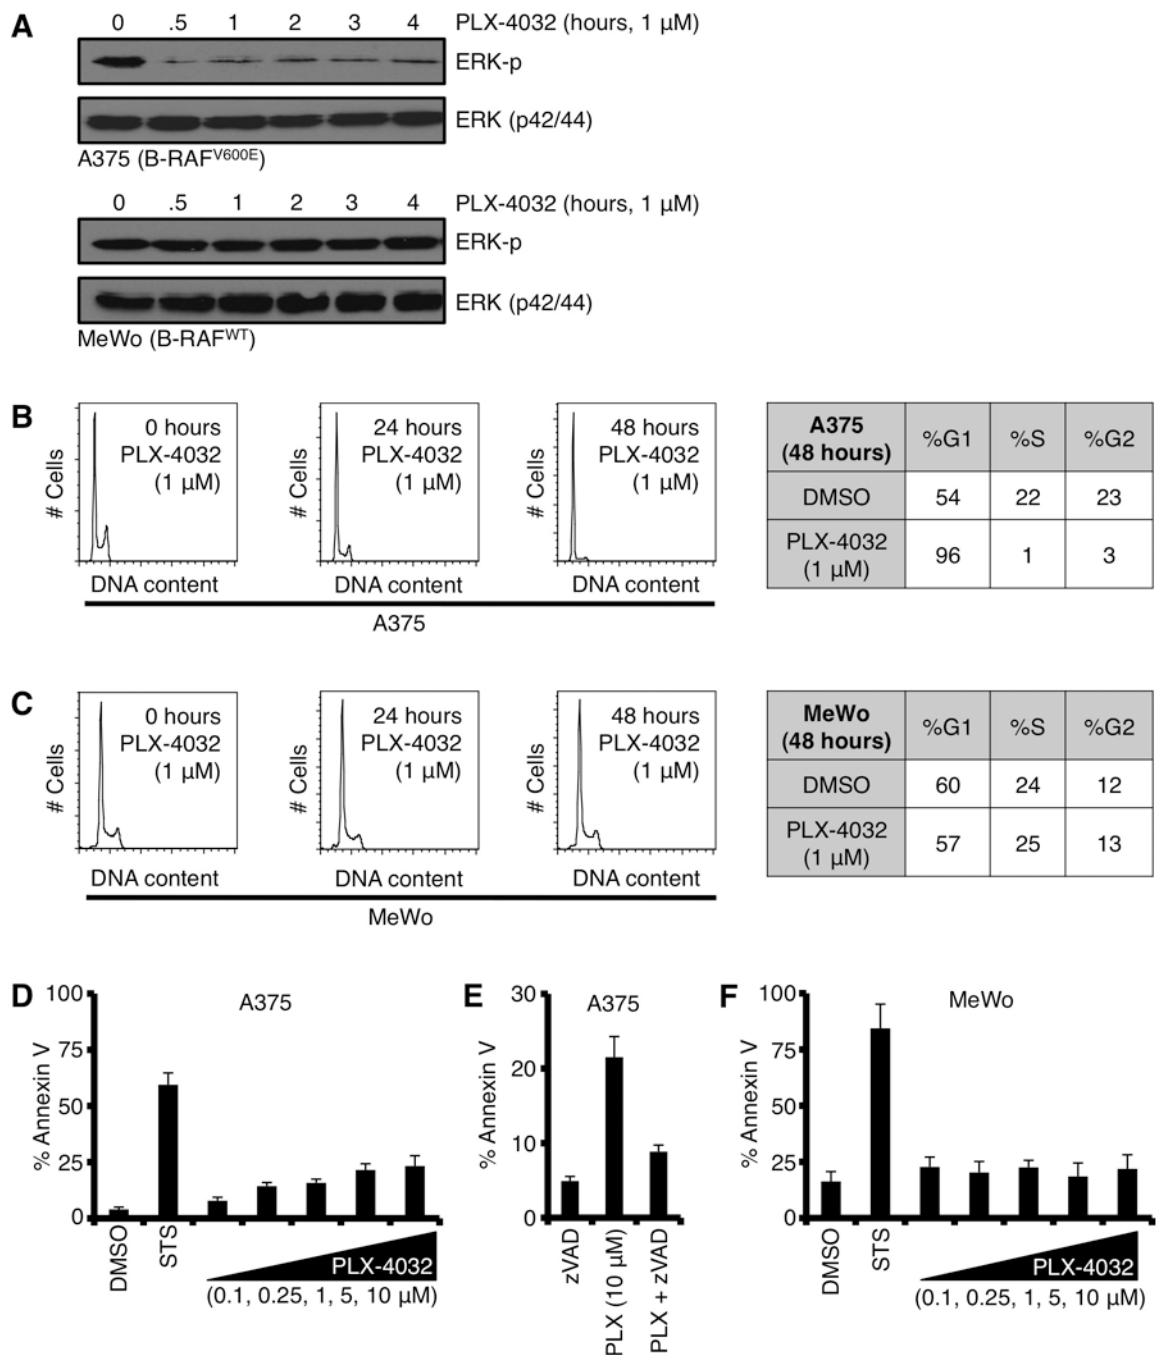 A
0 .5 1 2 3 4 PLX-4032 (hours, 1 µM)
ERK-p
ERK (p42/44)
A375 (B-RAFV600E)
0 .5 1 2 3 4 PLX-4032 (hours, 1 µM)
ERK-p
ERK (p42/44)
MeWo (B-RAFWT)
B
# Cells
0 hours
PLX-4032
(1 µM)
DNA content
# Cells
24 hours
PLX-4032
(1 µM)
DNA content
# Cells
48 hours
PLX-4032
(1 µM)
DNA content
A375
A375
(48 hours)
%G1 %S %G2
DMSO 54 22 23
PLX-4032
(1 µM)
96 1 3
C
# Cells
0 hours
PLX-4032
(1 µM)
DNA content
# Cells
24 hours
PLX-4032
(1 µM)
DNA content
# Cells
48 hours
PLX-4032
(1 µM)
DNA content
MeWo
MeWo
(48 hours)
%G1 %S %G2
DMSO 60 24 12
PLX-4032
(1 µM)
57 25 13
D
A375
% Annexin V
100
75
50
25
0
DMSO
STS
PLX-4032
(0.1, 0.25, 1, 5, 10 µM)
E
A375
% Annexin V
30
20
10
0
zVAD
PLX (10 µM)
PLX + zVAD
F
MeWo
% Annexin V
100
75
50
25
0
DMSO
STS
PLX-4032
(0.1, 0.25, 1, 5, 10 µM)